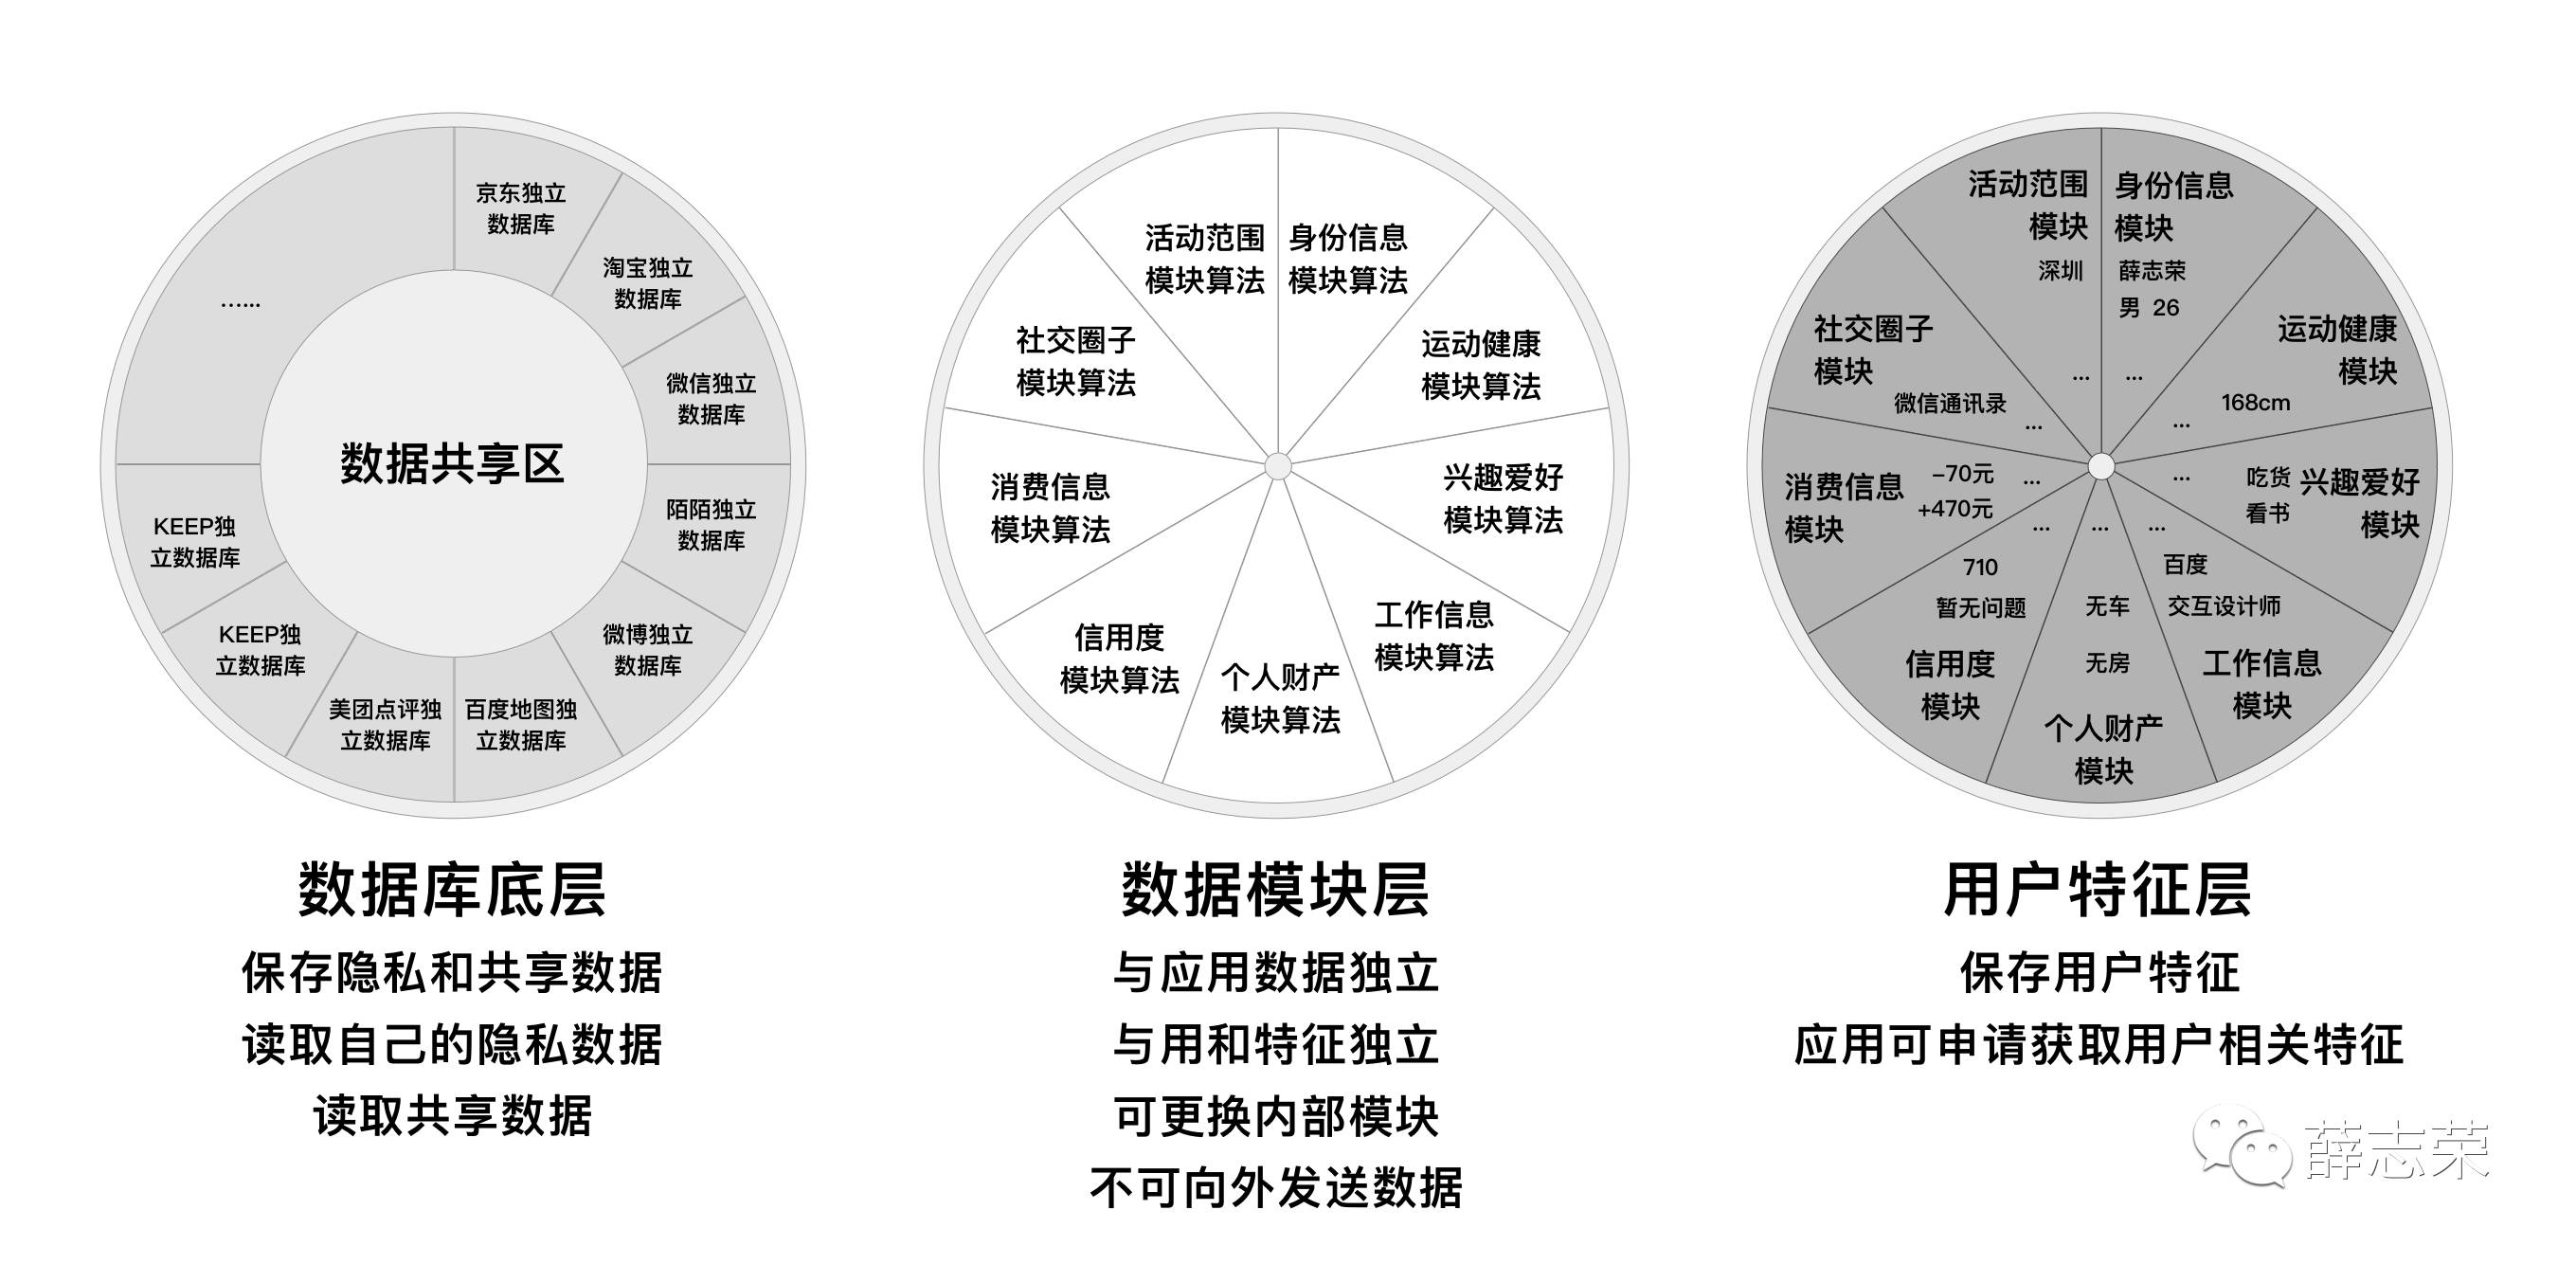 京东独立
数据库
淘宝独立
数据库
微信独立
数据库
陌陌独立
数据库
微博独立
数据库
百度地图独
立数据库
美团点评独
立数据库
KEEP独
立数据库
KEEP独
立数据库
......
数据共享区
数据库底层
保存隐私和共享数据
读取自己的隐私数据
读取共享数据
身份信息
模块算法
运动健康
模块算法
兴趣爱好
模块算法
工作信息
模块算法
个人财产
模块算法
信用度
模块算法
消费信息
模块算法
社交圈子
模块算法
活动范围
模块算法
数据模块层
与应用数据独立
与用和特征独立
可更换内部模块
不可向外发送数据
身份信息
模块
薛志荣
男 26
...
运动健康
模块
168cm
...
兴趣爱好
模块
吃货
看书
...
工作信息
模块
百度
交互设计师
...
个人财产
模块
无车
无房
...
信用度
模块
710
暂无问题
...
消费信息
模块
-70元
+470元
...
社交圈子
模块
微信通讯录
...
活动范围
模块
深圳
...
用户特征层
保存用户特征
应用可申请获取用户相关特征
薛志荣